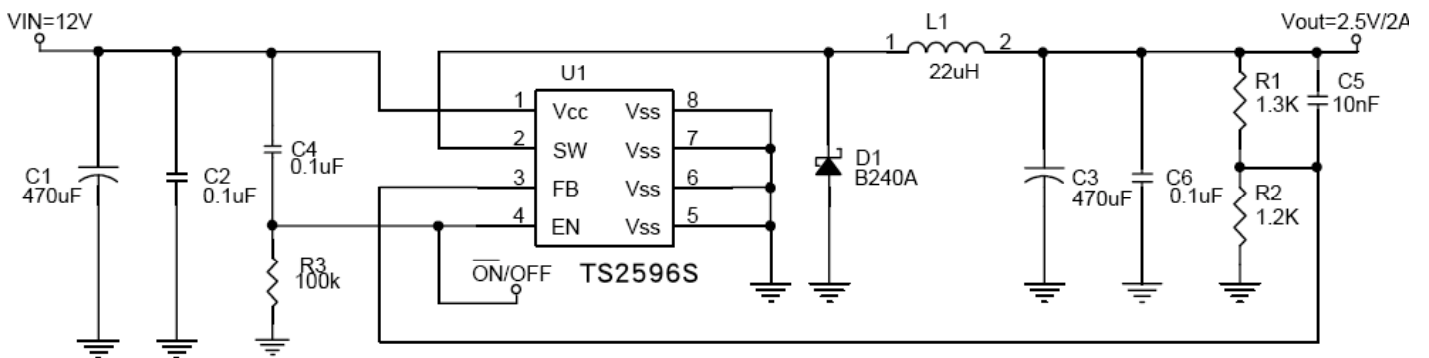 VIN=12V
Vout=2.5V/2A
L1
1 2
22uH
U1
R1
1.3K
C5
10nF
1 Vcc Vss 8
2 SW Vss 7
3 FB Vss 6
4 EN Vss 5
C4
0.1uF
C1
470uF
C2
0.1uF
D1
B240A
C3
470uF
C6
0.1uF
R2
1.2K
R3
100k
ON/OFF
TS2596S